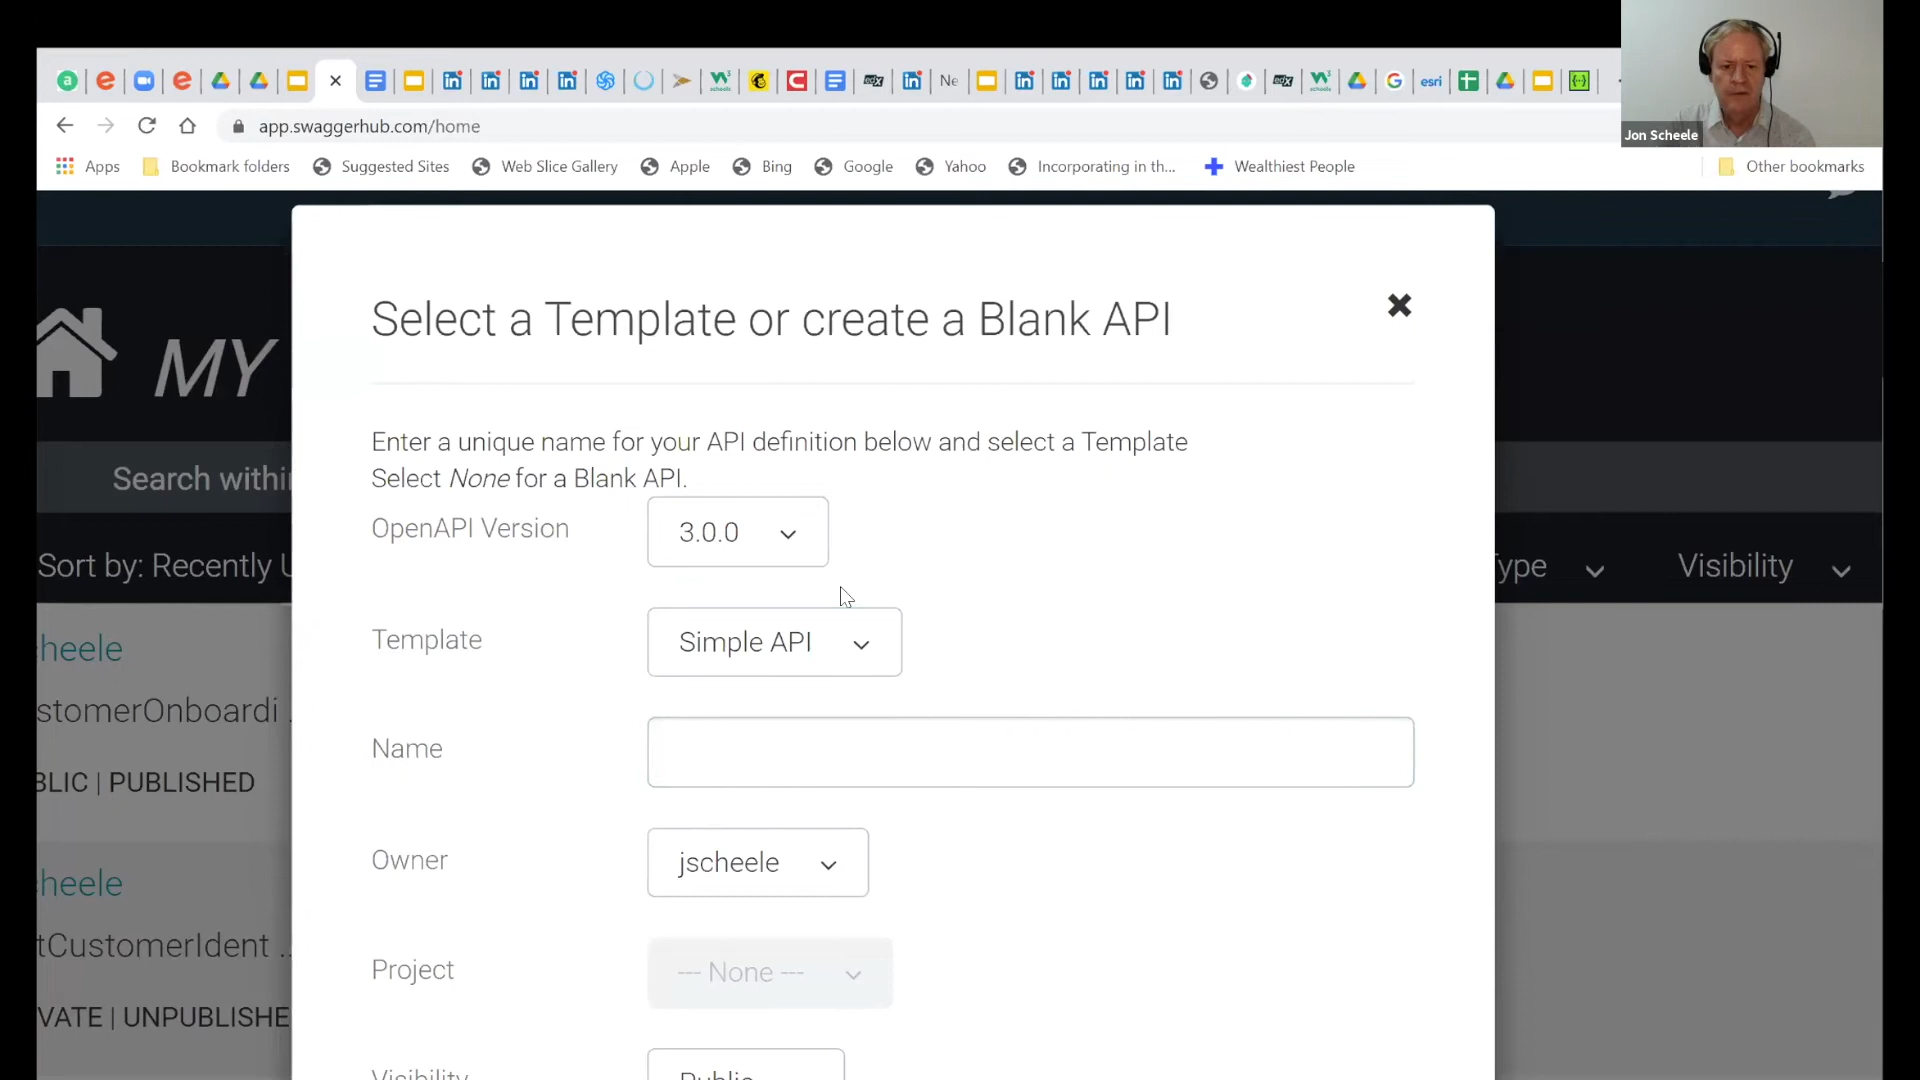 Ne
esri
app.swaggerhub.com/home
Apps
Bookmark folders
Suggested Sites
Web Slice Gallery
Apple
Bing
Google
Yahoo
Incorporating in th...
Wealthiest People
Other bookmarks
Jon Scheele
MY
Search withi
Sort by: Recently U
ype
Visibility
heele
stomerOnboardi ..
BLIC | PUBLISHED
heele
tCustomerIdent ..
VATE | UNPUBLISHE
Select a Template or create a Blank API
Enter a unique name for your API definition below and select a Template
Select None for a Blank API.
OpenAPI Version
3.0.0
Template
Simple API
Name
Owner
jscheele
Project
--- None ---
Visibility
Public